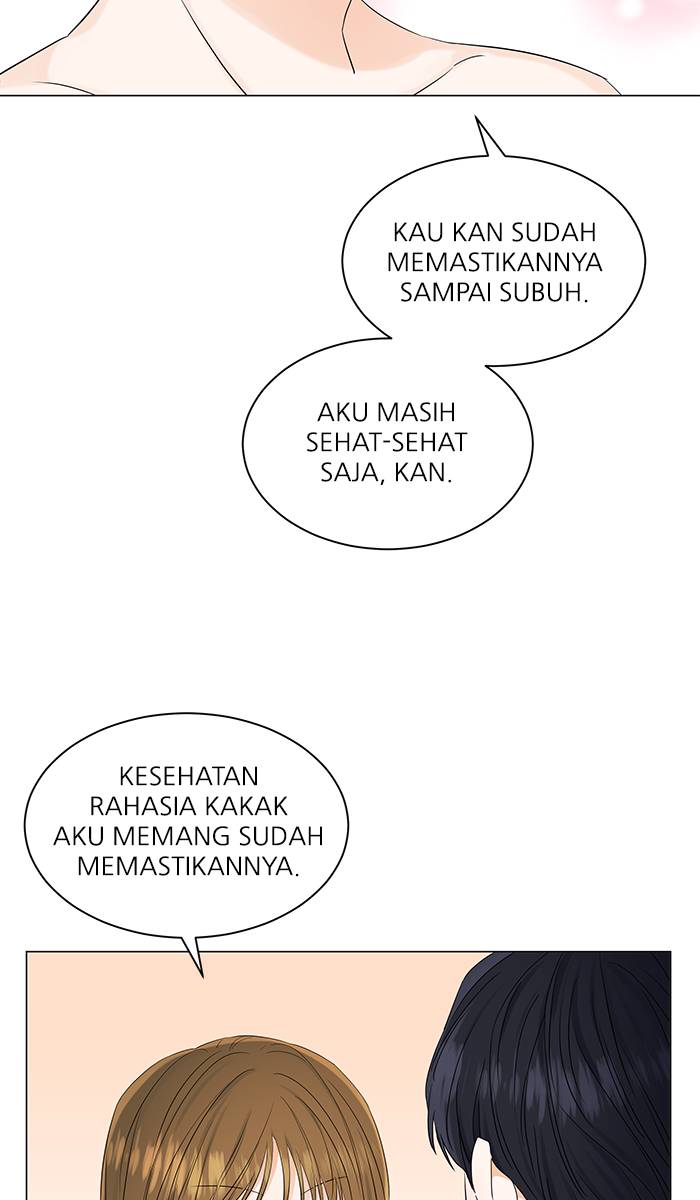 KAU KAN SUDAH
MEMASTIKANNYA
SAMPAI SUBUH.
AKU MASIH
SEHAT-SEHAT
SAJA, KAN.
KESEHATAN
RAHASIA KAKAK
AKU MEMANG SUDAH
MEMASTIKANNYA.